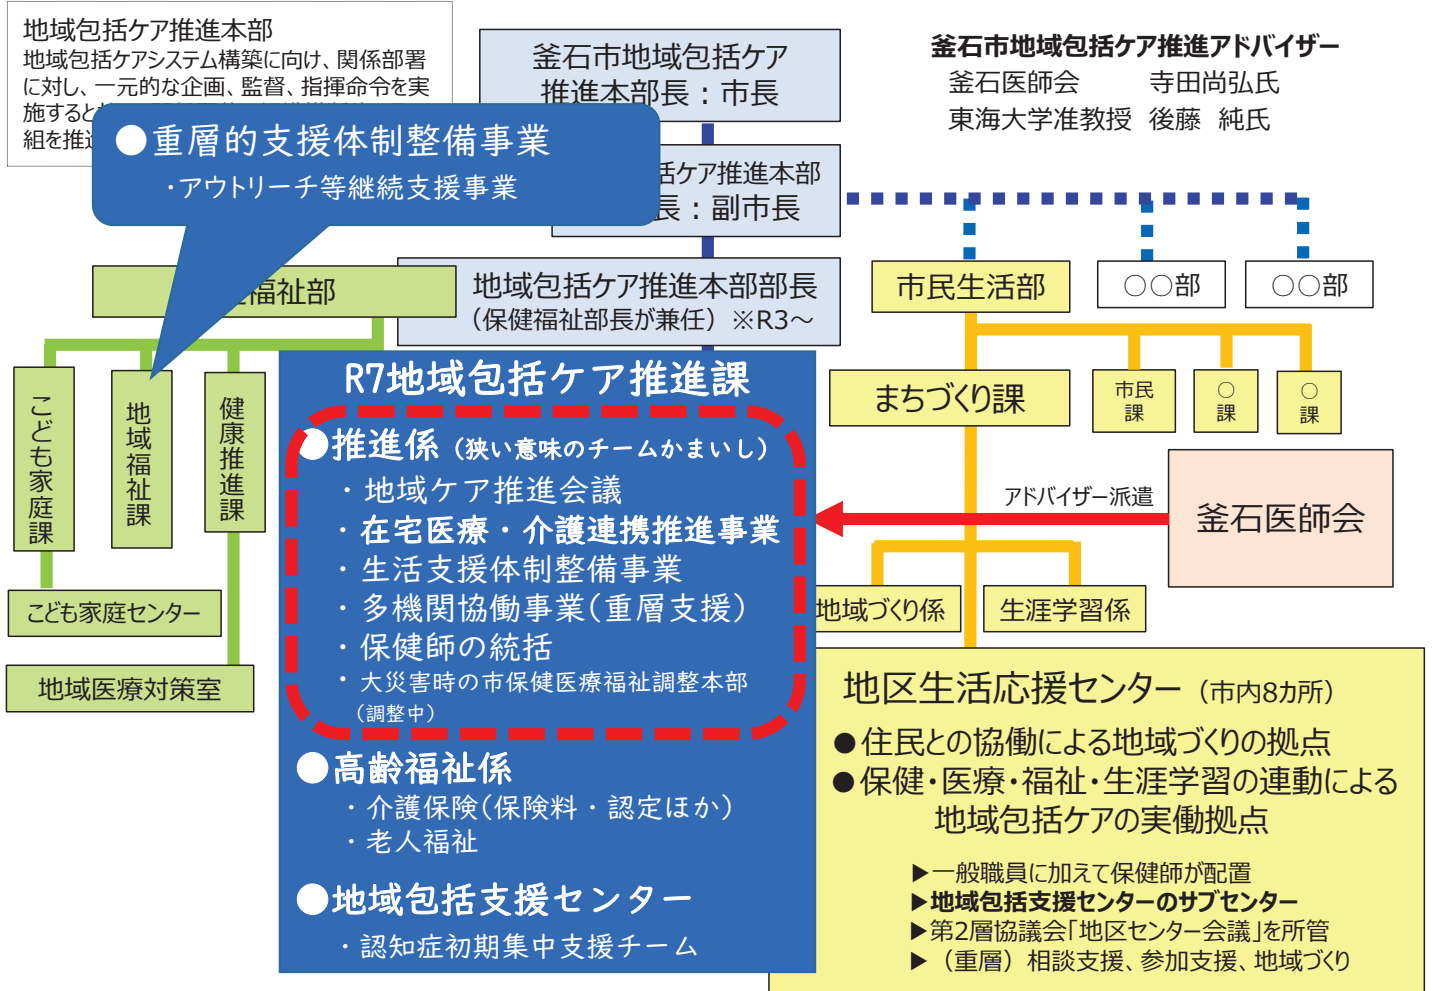 地域包括ケア推進本部
地域包括ケアシステム構築に向け、関係部署
に対し、一元的な企画、監督、指揮命令を実
施すると
組を推進
釜石市地域包括ケア
推進本部長：市長
釜石市地域包括ケア推進アドバイザー
釜石医師会　　寺田尚弘氏
東海大学准教授 後藤 純氏
●重層的支援体制整備事業
・アウトリーチ等継続支援事業
括ケア推進本部
長：副市長
福祉部
地域包括ケア推進本部部長
（保健福祉部長が兼任）※R3～
市民生活部
○○部
○○部
こども家庭課
地域福祉課
健康推進課
こども家庭センター
地域医療対策室
R7地域包括ケア推進課
●推進係（狭い意味のチームかまいし）
・地域ケア推進会議
・在宅医療・介護連携推進事業
・生活支援体制整備事業
・多機関協働事業（重層支援）
・保健師の統括
・大災害時の市保健医療福祉調整本部
（調整中）
●高齢福祉係
・介護保険（保険料・認定ほか）
・老人福祉
●地域包括支援センター
・認知症初期集中支援チーム
まちづくり課
市民
課
○
課
○
課
アドバイザー派遣
釜石医師会
地域づくり係
生涯学習係
地区生活応援センター（市内8カ所）
●住民との協働による地域づくりの拠点
●保健・医療・福祉・生涯学習の連動による
地域包括ケアの実働拠点
▶一般職員に加えて保健師が配置
▶地域包括支援センターのサブセンター
▶第2層協議会「地区センター会議」を所管
▶（重層）相談支援、参加支援、地域づくり